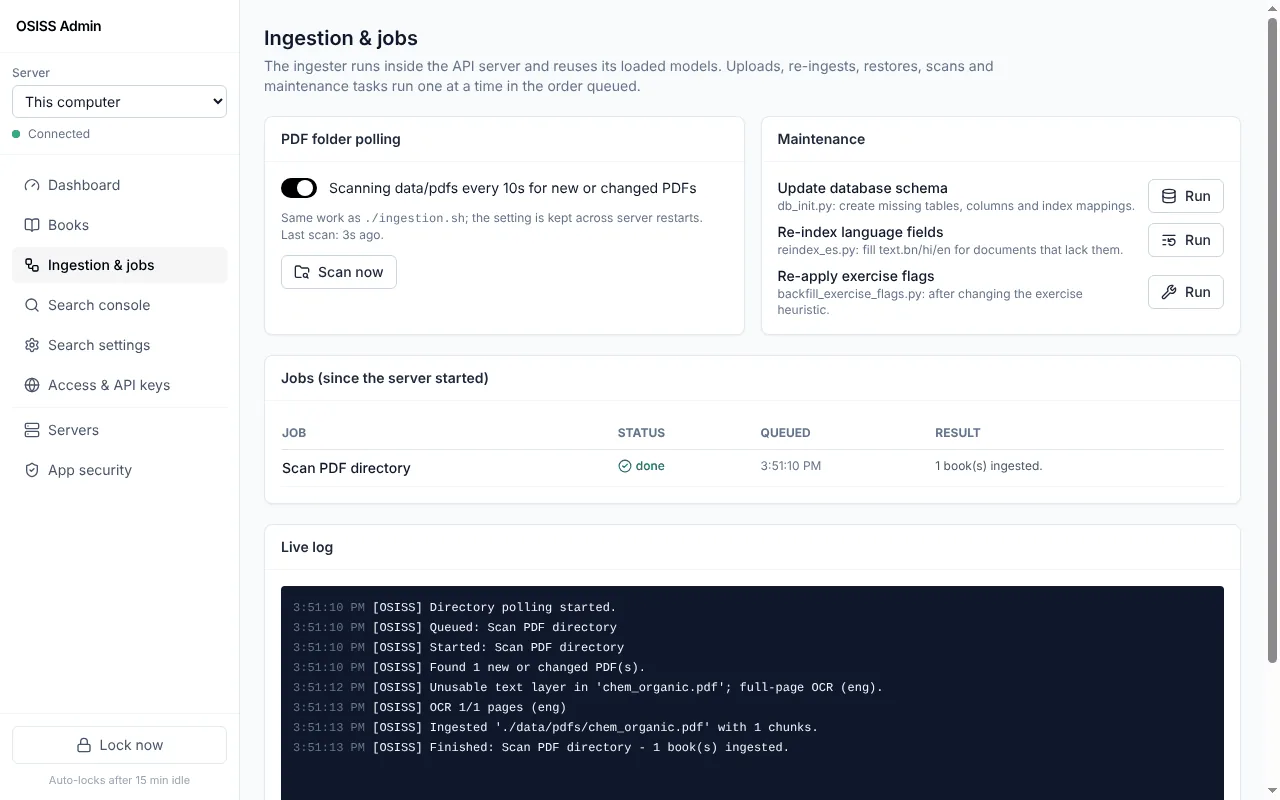 OSISS Admin
Server
This computer
Connected
Dashboard
Books
Ingestion & jobs
Search console
Search settings
Access & API keys
Servers
App security
Lock now
Auto-locks after 15 min idle
Ingestion & jobs
The ingester runs inside the API server and reuses its loaded models. Uploads, re-ingests, restores, scans and
maintenance tasks run one at a time in the order queued.
PDF folder polling
Scanning data/pdfs every 10s for new or changed PDFs
Same work as ./ingestion.sh; the setting is kept across server restarts.
Last scan: 3s ago.
Scan now
Maintenance
Update database schema
db_init.py: create missing tables, columns and index mappings.
Run
Re-index language fields
reindex_es.py: fill text.bn/hi/en for documents that lack them.
Run
Re-apply exercise flags
backfill_exercise_flags.py: after changing the exercise
heuristic.
Run
Jobs (since the server started)
JOB STATUS QUEUED RESULT
Scan PDF directory done 3:51:10 PM 1 book(s) ingested.
Live log
3:51:10 PM [OSISS] Directory polling started.
3:51:10 PM [OSISS] Queued: Scan PDF directory
3:51:10 PM [OSISS] Started: Scan PDF directory
3:51:10 PM [OSISS] Found 1 new or changed PDF(s).
3:51:12 PM [OSISS] Unusable text layer in 'chem_organic.pdf'; full-page OCR (eng).
3:51:13 PM [OSISS] OCR 1/1 pages (eng)
3:51:13 PM [OSISS] Ingested './data/pdfs/chem_organic.pdf' with 1 chunks.
3:51:13 PM [OSISS] Finished: Scan PDF directory - 1 book(s) ingested.